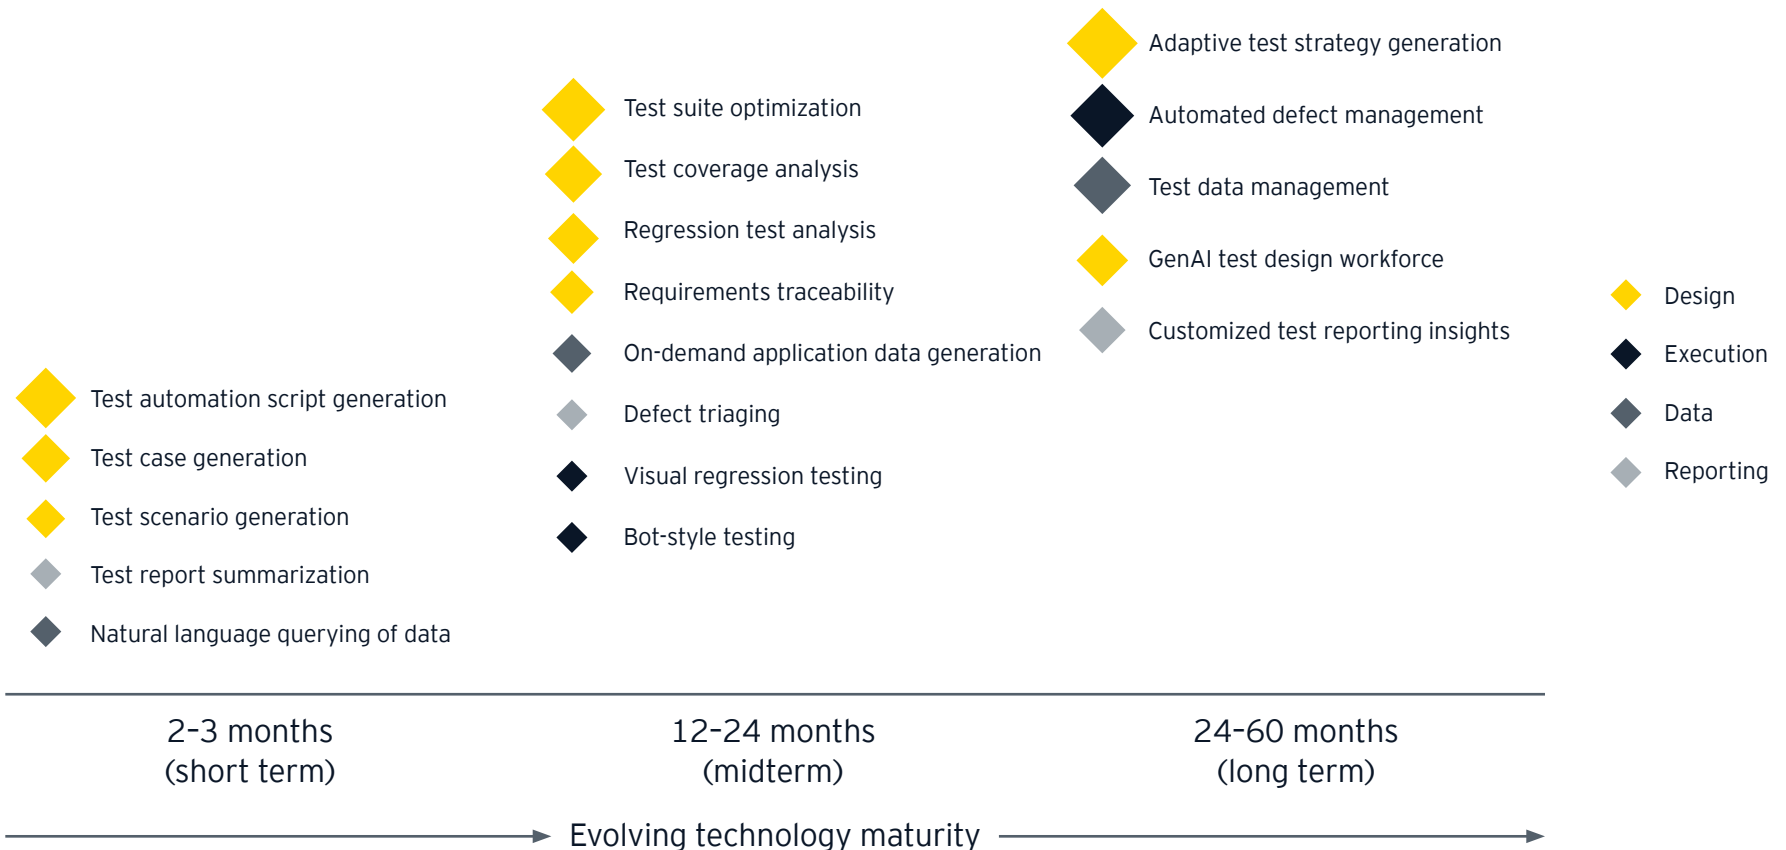 Test automation script generation
Test case generation
Test scenario generation
Test report summarization
Natural language querying of data
Test suite optimization
Test coverage analysis
Regression test analysis
Requirements traceability
On-demand application data generation
Defect triaging
Visual regression testing
Bot-style testing
Adaptive test strategy generation
Automated defect management
Test data management
GenAI test design workforce
Customized test reporting insights
Design
Execution
Data
Reporting
2–3 months
(short term)
12–24 months
(midterm)
24–60 months
(long term)
Evolving technology maturity